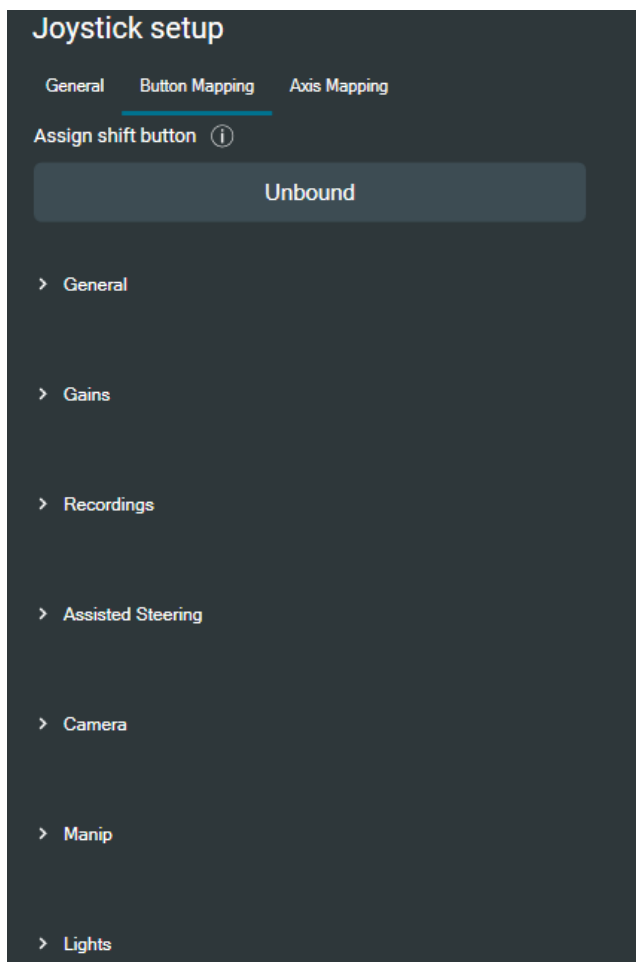 Joystick setup
General Button Mapping Axis Mapping
Assign shift button
Unbound
General
Gains
Recordings
Assisted Steering
Camera
Manip
Lights